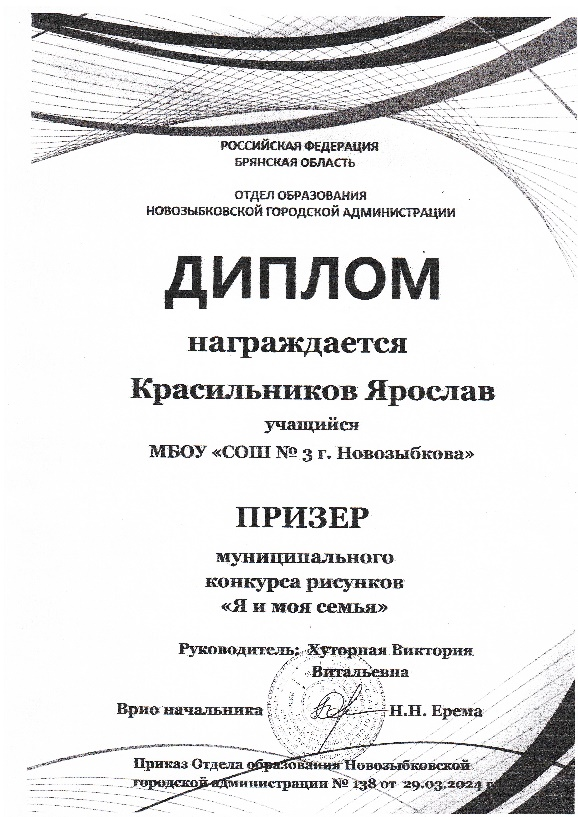 РОССИЙСКАЯ ФЕДЕРАЦИЯ
БРЯНСКАЯ ОБЛАСТЬ
ОТДЕЛ ОБРАЗОВАНИЯ
НОВОЗЫБКОВСКОЙ ГОРОДСКОЙ АДМИНИСТРАЦИИ
ДИПЛОМ
награждается
Красильников Ярослав
учащийся
МБОУ «СОШ № 3 г. Новозыбкова»
ПРИЗЕР
муниципального
конкурса рисунков
«Я и моя семья»
Руководитель: Хуторная Виктория
Витальевна
Врио начальника Н.Н. Ерема
Приказ Отдела образования Новозыбковской
городской администрации № 138 от 29.03.2024 г.